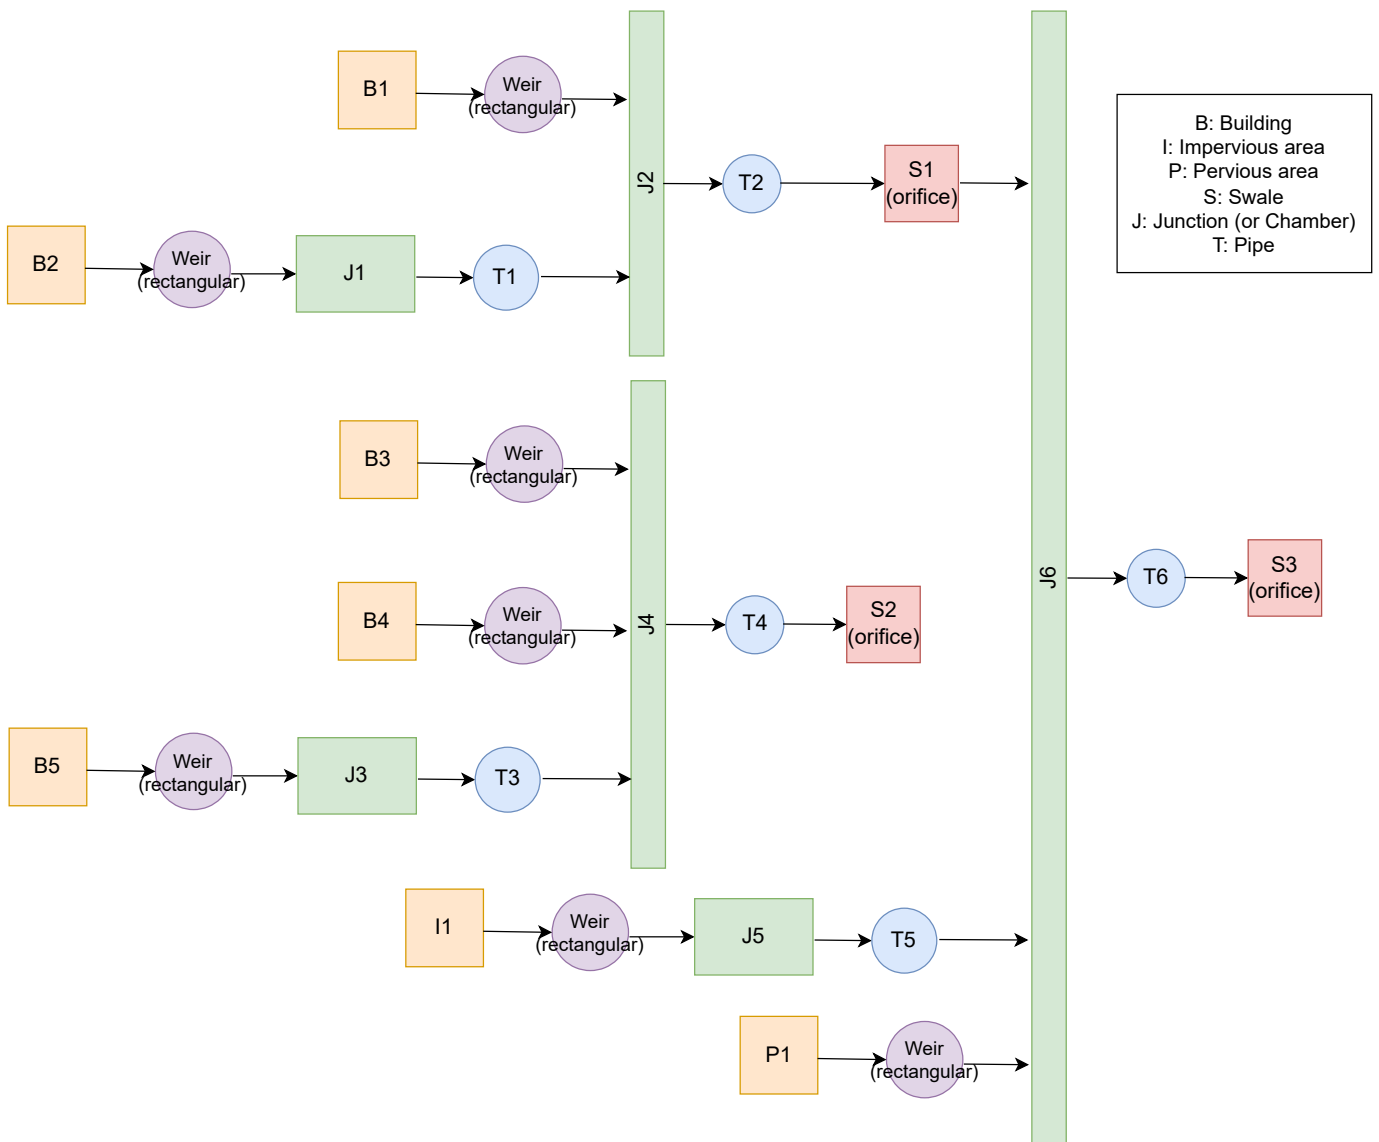 B1
Weir
(rectangular)
J2
T2
S1
(orifice)
B2
Weir
(rectangular)
J1
T1
B: Building
I: Impervious area
P: Pervious area
S: Swale
J: Junction (or Chamber)
T: Pipe
B3
Weir
(rectangular)
B4
Weir
(rectangular)
J4
T4
S2
(orifice)
B5
Weir
(rectangular)
J3
T3
J6
T6
S3
(orifice)
I1
Weir
(rectangular)
J5
T5
P1
Weir
(rectangular)